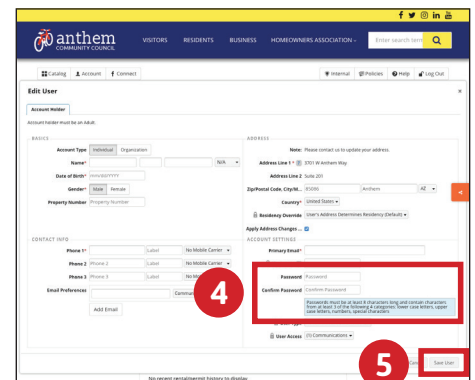 anthem
COMMUNITY COUNCIL
VISITORS RESIDENTS BUSINESS HOMEOWNERS ASSOCIATION
Enter search term
Catalog Account Connect
Internal Policies Help Log Out
Edit User ×
Account Holder
Account holder must be an Adult.
BASICS
Account Type Individual Organization
Name* N/A
Date of Birth* mm/dd/YYYY
Gender* Male Female
Property Number Property Number
ADDRESS
Note: Please contact us to update your address.
Address Line 1 * 3701 W Anthem Way
Address Line 2 Suite 201
Zip/Postal Code, City/M... 85086 Anthem AZ
Country* United States
Residency Override User's Address Determines Residency (Default)
Apply Address Changes ...
CONTACT INFO
Phone 1* Label No Mobile Carrier
Phone 2 Phone 2 Label No Mobile Carrier
Phone 3 Phone 3 Label No Mobile
Email Preferences Commun
Add Email
ACCOUNT SETTINGS
Primary Email*
Password Password
Confirm Password Confirm Password
Passwords must be at least 8 characters long and contain characters
from at least 3 of the following 4 categories: lower case letters, upper
case letters, numbers, special characters
User Access (1) Communications
4
5
Save User
No recent rental/permit history to display.